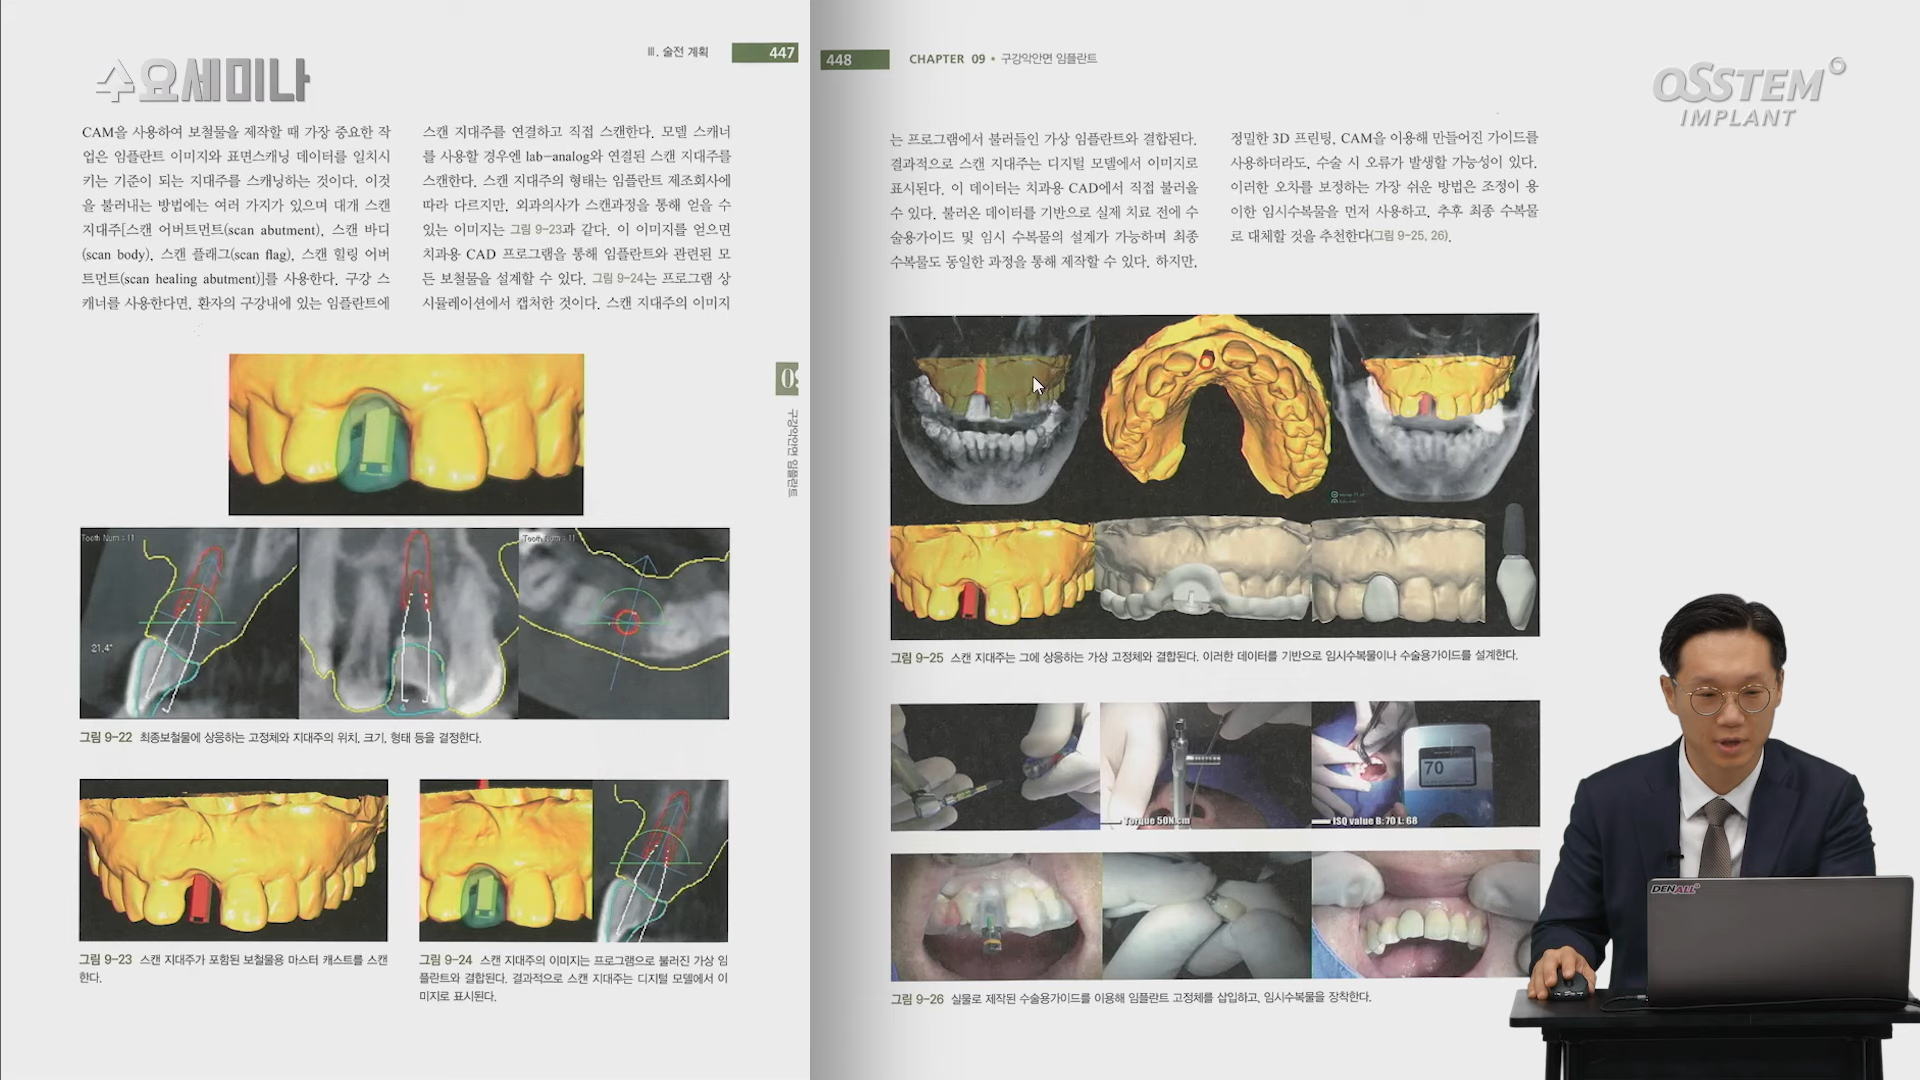 수요세미나
Ⅲ. 술전 계획 447
CAM을 사용하여 보철물을 제작할 때 가장 중요한 작
업은 임플란트 이미지와 표면스캐닝 데이터를 일치시
키는 기준이 되는 지대주를 스캐닝하는 것이다. 이것
을 불러내는 방법에는 여러 가지가 있으며 대개 스캔
지대주[스캔 어버트먼트(scan abutment), 스캔 바디
(scan body), 스캔 플래그(scan flag), 스캔 힐링 어버
트먼트(scan healing abutment)]를 사용한다. 구강 스
캐너를 사용한다면, 환자의 구강내에 있는 임플란트에
스캔 지대주를 연결하고 직접 스캔한다. 모델 스캐너
를 사용할 경우엔 lab-analog와 연결된 스캔 지대주를
스캔한다. 스캔 지대주의 형태는 임플란트 제조회사에
따라 다르지만, 외과의사가 스캔과정을 통해 얻을 수
있는 이미지는 그림 9-23과 같다. 이 이미지를 얻으면
치과용 CAD 프로그램을 통해 임플란트와 관련된 모
든 보철물을 설계할 수 있다. 그림 9-24는 프로그램 상
시뮬레이션에서 캡처한 것이다. 스캔 지대주의 이미지
09
구강악안면 임플란트
Tooth Num : 11
21.4°
Tooth Num : 11
그림 9-22 최종보철물에 상응하는 고정체와 지대주의 위치, 크기, 형태 등을 결정한다.
그림 9-23 스캔 지대주가 포함된 보철물용 마스터 캐스트를 스캔
한다.
그림 9-24 스캔 지대주의 이미지는 프로그램으로 불러진 가상 임
플란트와 결합된다. 결과적으로 스캔 지대주는 디지털 모델에서 이
미지로 표시된다.
448 CHAPTER 09 • 구강악안면 임플란트
는 프로그램에서 불러들인 가상 임플란트와 결합된다.
결과적으로 스캔 지대주는 디지털 모델에서 이미지로
표시된다. 이 데이터는 치과용 CAD에서 직접 불러올
수 있다. 불러온 데이터를 기반으로 실제 치료 전에 수
술용가이드 및 임시 수복물의 설계가 가능하며 최종
수복물도 동일한 과정을 통해 제작할 수 있다. 하지만,
정밀한 3D 프린팅, CAM을 이용해 만들어진 가이드를
사용하더라도, 수술 시 오류가 발생할 가능성이 있다.
이러한 오차를 보정하는 가장 쉬운 방법은 조정이 용
이한 임시수복물을 먼저 사용하고, 추후 최종 수복물
로 대체할 것을 추천한다(그림 9-25, 26).
그림 9-25 스캔 지대주는 그에 상응하는 가상 고정체와 결합된다. 이러한 데이터를 기반으로 임시수복물이나 수술용가이드를 설계한다.
Torque 50N.cm
70
ISQ value B: 70 L: 68
그림 9-26 실물로 제작된 수술용가이드를 이용해 임플란트 고정체를 삽입하고, 임시수복물을 장착한다.
OSSTEM
IMPLANT
DENALL